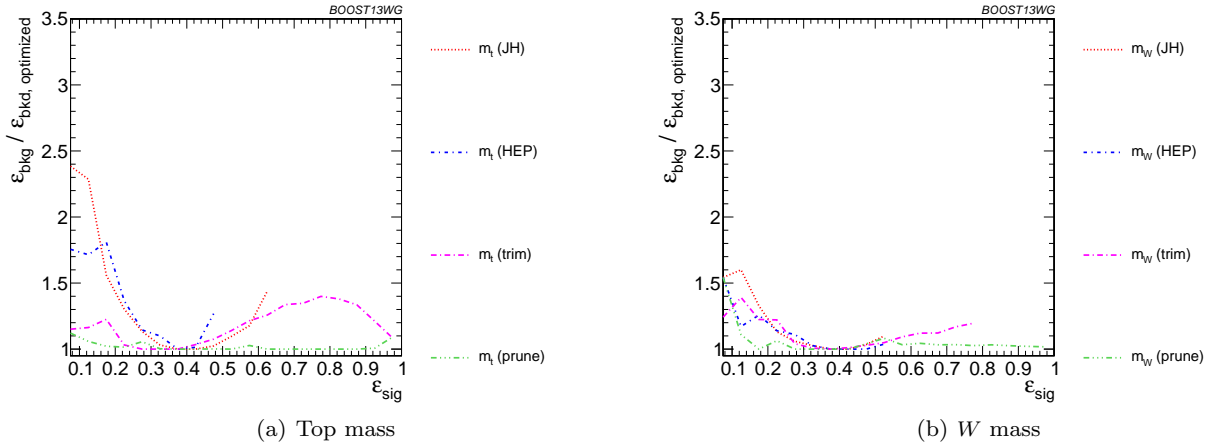 BOOST13WG
ε_bkg / ε_bkd, optimized
3.5
3
2.5
2
1.5
1
0.1 0.2 0.3 0.4 0.5 0.6 0.7 0.8 0.9 1
ε_sig
m_t (JH)
m_t (HEP)
m_t (trim)
m_t (prune)
(a) Top mass
BOOST13WG
ε_bkg / ε_bkd, optimized
3.5
3
2.5
2
1.5
1
0.1 0.2 0.3 0.4 0.5 0.6 0.7 0.8 0.9 1
ε_sig
m_W (JH)
m_W (HEP)
m_W (trim)
m_W (prune)
(b) W mass